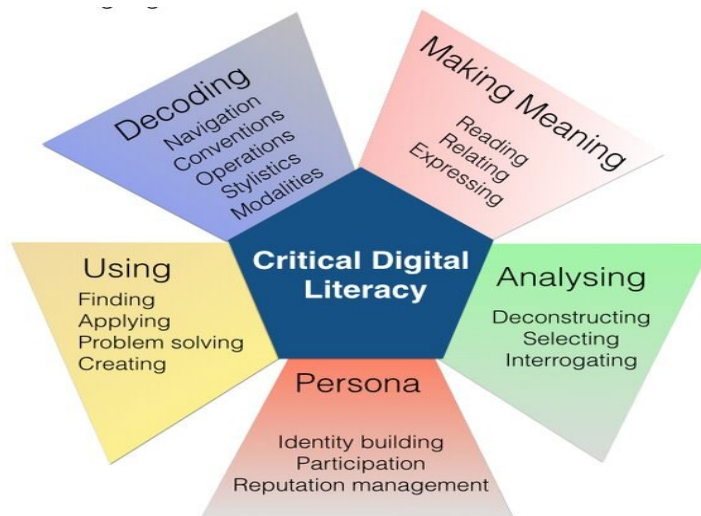 Decoding
Navigation
Conventions
Operations
Stylistics
Modalities
Making Meaning
Reading
Relating
Expressing
Critical Digital
Literacy
Using
Finding
Applying
Problem solving
Creating
Analysing
Deconstructing
Selecting
Interrogating
Persona
Identity building
Participation
Reputation management